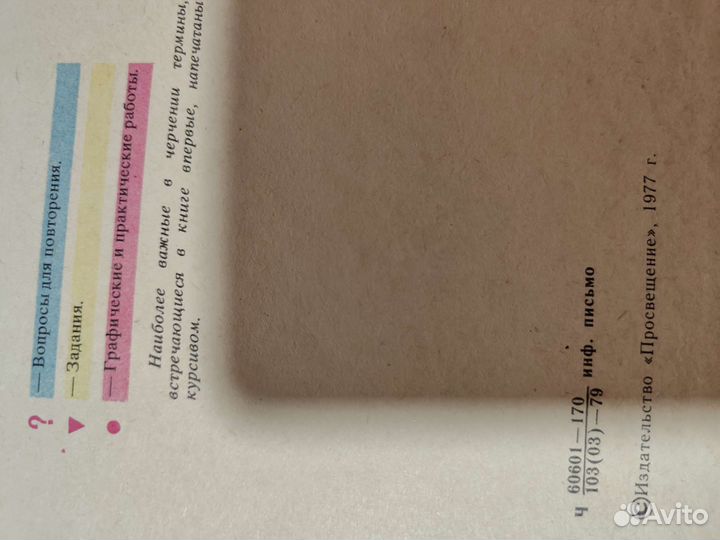 ? — Вопросы для повторения.
▼ — Задания.
● — Графические и практические работы.
Наиболее важные в черчении термины,
встречающиеся в книге впервые, напечатаны
курсивом.
Ч 60601—170
103(03)—79 инф. письмо
©Издательство «Просвещение», 1977 г.
Avito